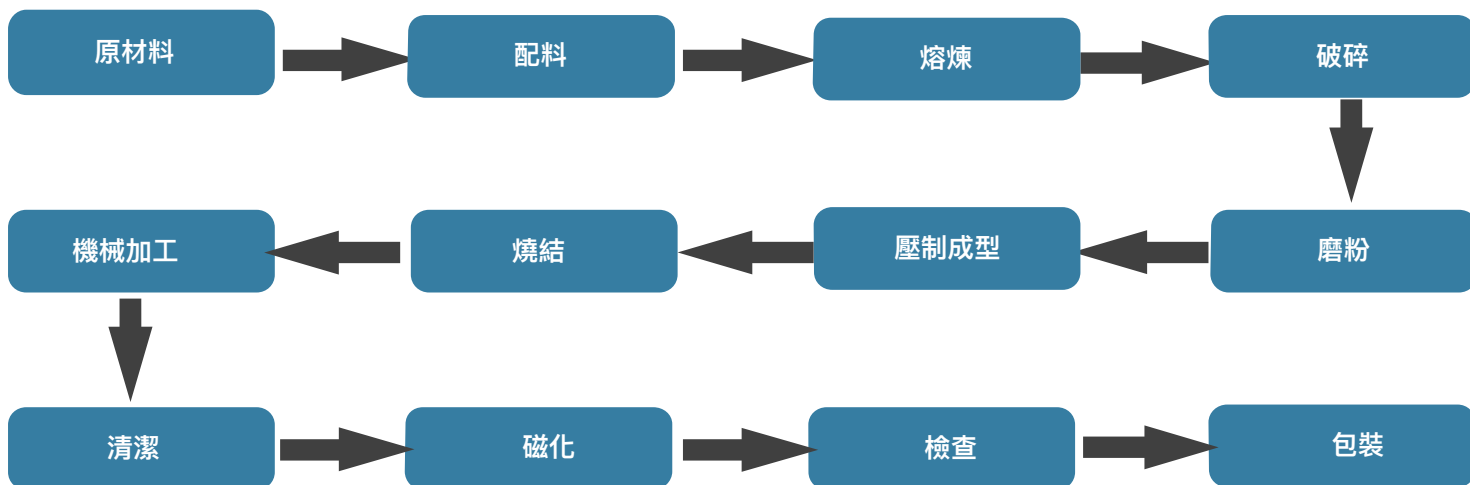 原材料
配料
熔煉
破碎
磨粉
壓制成型
燒結
機械加工
清潔
磁化
檢查
包裝